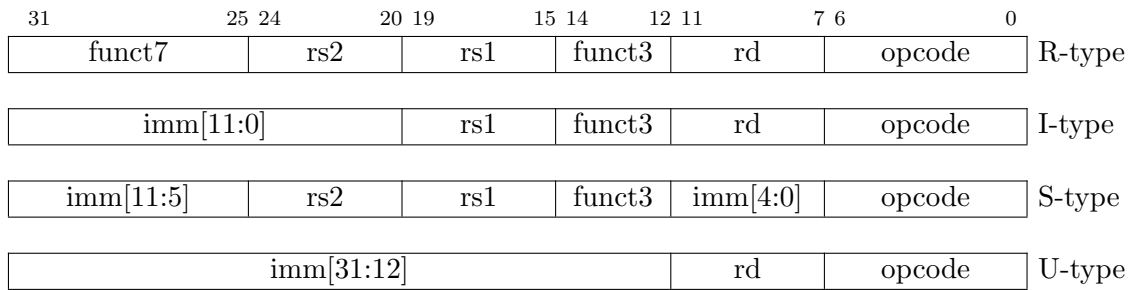 31 25 24 20 19 15 14 12 11 7 6 0
funct7 rs2 rs1 funct3 rd opcode R-type
imm[11:0] rs1 funct3 rd opcode I-type
imm[11:5] rs2 rs1 funct3 imm[4:0] opcode S-type
imm[31:12] rd opcode U-type